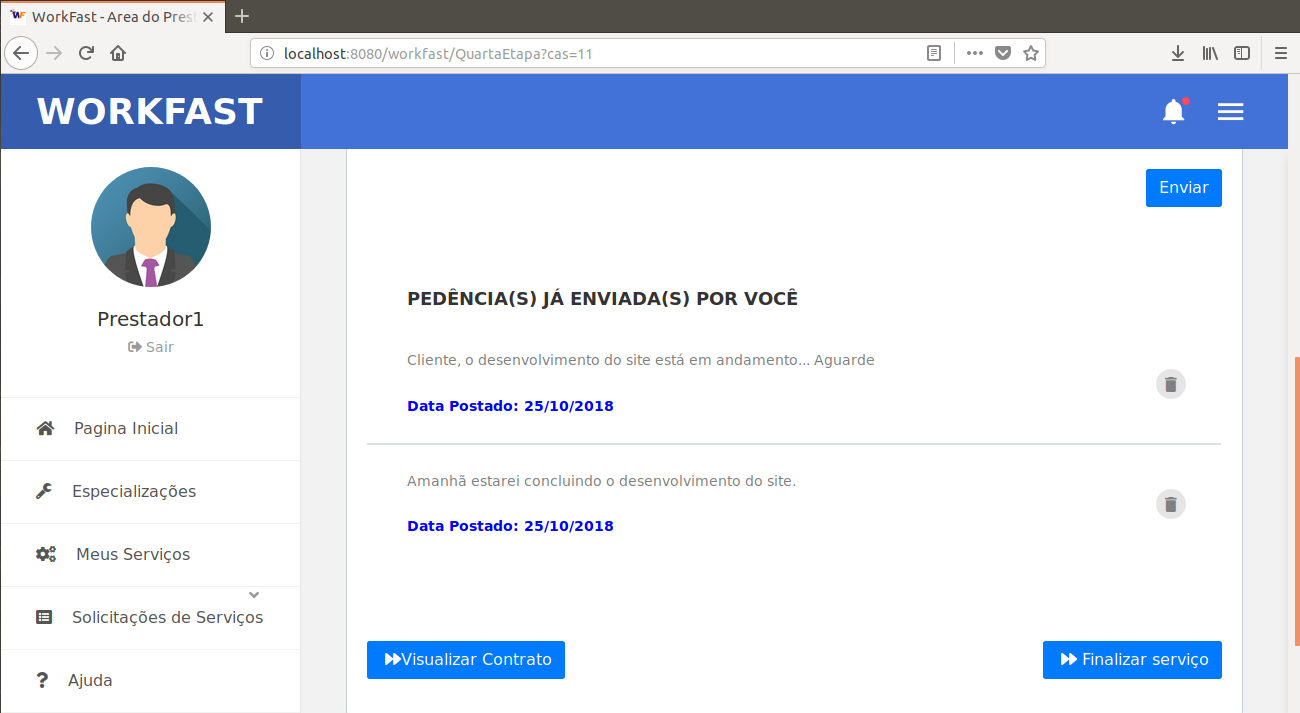 WorkFast - Area do Pres
localhost:8080/workfast/QuartaEtapa?cas=11
WORKFAST
Prestador1
Sair
Pagina Inicial
Especializações
Meus Serviços
Solicitações de Serviços
Ajuda
Enviar
PEDÊNCIA(S) JÁ ENVIADA(S) POR VOCÊ
Cliente, o desenvolvimento do site está em andamento... Aguarde
Data Postado: 25/10/2018
Amanhã estarei concluindo o desenvolvimento do site.
Data Postado: 25/10/2018
Visualizar Contrato
Finalizar serviço